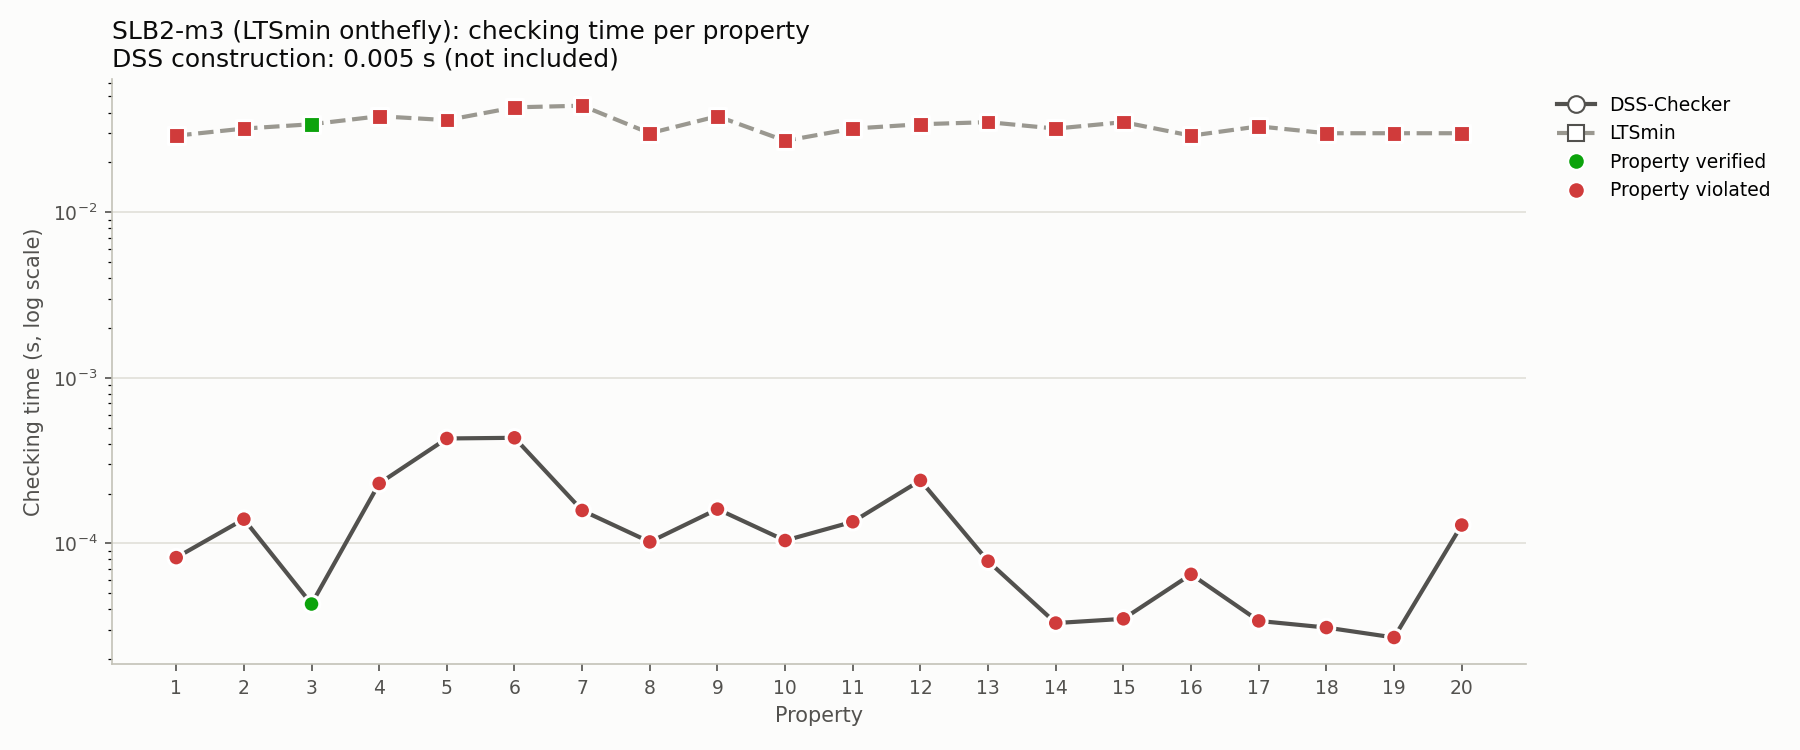 SLB2-m3 (LTSmin onthefly): checking time per property
DSS construction: 0.005 s (not included)
DSS-Checker
LTSmin
Property verified
Property violated
Checking time (s, log scale)
10⁻²
10⁻³
10⁻⁴
1 2 3 4 5 6 7 8 9 10 11 12 13 14 15 16 17 18 19 20
Property